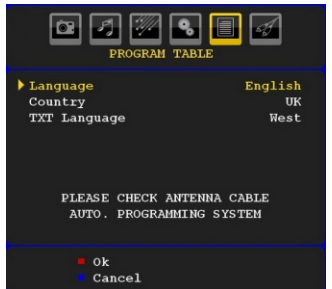 PROGRAM TABLE
Language English
Country UK
TXT Language West
PLEASE CHECK ANTENNA CABLE
AUTO. PROGRAMMING SYSTEM
Ok
Cancel